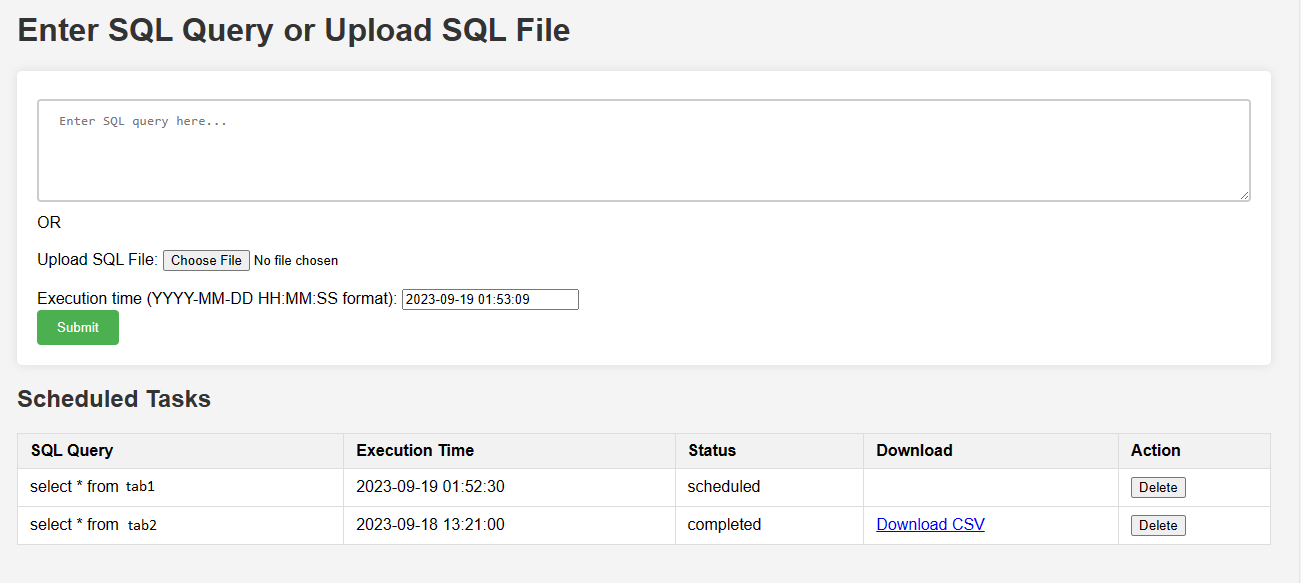 Enter SQL Query or Upload SQL File
Enter SQL query here...
OR
Upload SQL File: Choose File No file chosen
Execution time (YYYY-MM-DD HH:MM:SS format): 2023-09-19 01:53:09
Submit
Scheduled Tasks
SQL Query Execution Time Status Download Action
select * from tab1 2023-09-19 01:52:30 scheduled Delete
select * from tab2 2023-09-18 13:21:00 completed Download CSV Delete